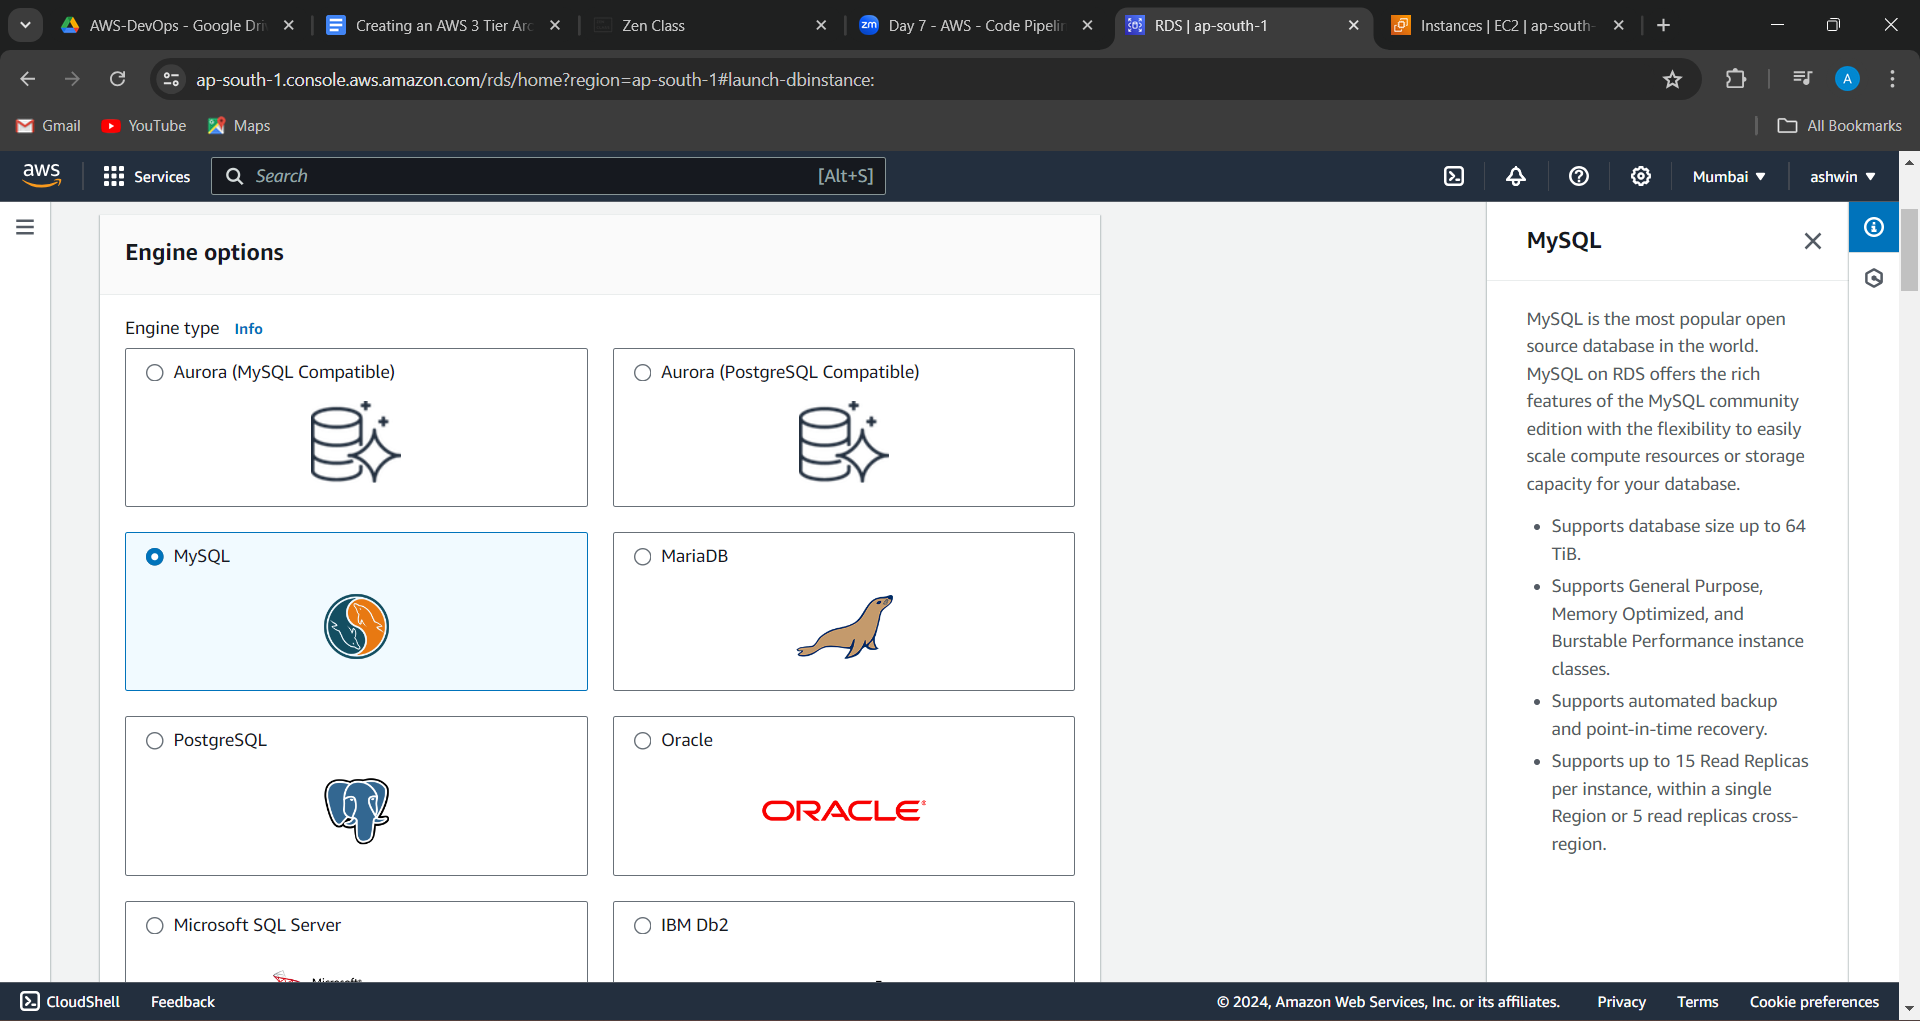 AWS-DevOps - Google Driv
Creating an AWS 3 Tier Arc
Zen Class
zm Day 7 - AWS - Code Pipelin
RDS | ap-south-1
Instances | EC2 | ap-south-
ap-south-1.console.aws.amazon.com/rds/home?region=ap-south-1#launch-dbinstance:
A
Gmail
YouTube
Maps
All Bookmarks
aws
Services
Search
[Alt+S]
Mumbai
ashwin
Engine options
Engine type Info
Aurora (MySQL Compatible)
Aurora (PostgreSQL Compatible)
MySQL
MariaDB
PostgreSQL
Oracle
ORACLE
Microsoft SQL Server
IBM Db2
Microsoft
MySQL
MySQL is the most popular open
source database in the world.
MySQL on RDS offers the rich
features of the MySQL community
edition with the flexibility to easily
scale compute resources or storage
capacity for your database.
• Supports database size up to 64
TiB.
• Supports General Purpose,
Memory Optimized, and
Burstable Performance instance
classes.
• Supports automated backup
and point-in-time recovery.
• Supports up to 15 Read Replicas
per instance, within a single
Region or 5 read replicas cross-
region.
CloudShell
Feedback
© 2024, Amazon Web Services, Inc. or its affiliates.
Privacy
Terms
Cookie preferences